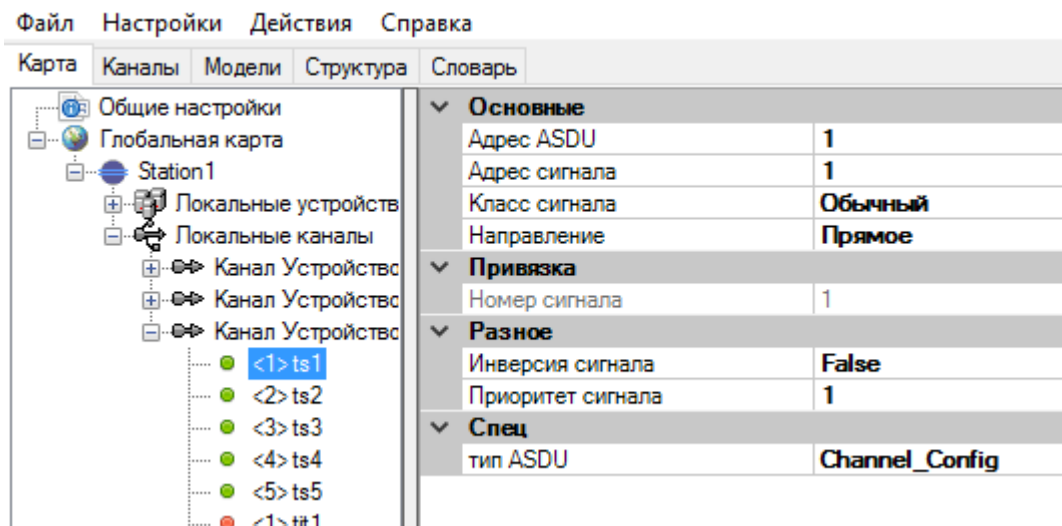 Файл Настройки Действия Справка
Карта Каналы Модели Структура Словарь
Общие настройки
Глобальная карта
Station1
Локальные устройств
Локальные каналы
Канал Устройство
Канал Устройство
Канал Устройство
<1> ts1
<2> ts2
<3> ts3
<4> ts4
<5> ts5
<1> tit1
Основные
Адрес ASDU 1
Адрес сигнала 1
Класс сигнала Обычный
Направление Прямое
Привязка
Номер сигнала 1
Разное
Инверсия сигнала False
Приоритет сигнала 1
Спец
тип ASDU Channel_Config